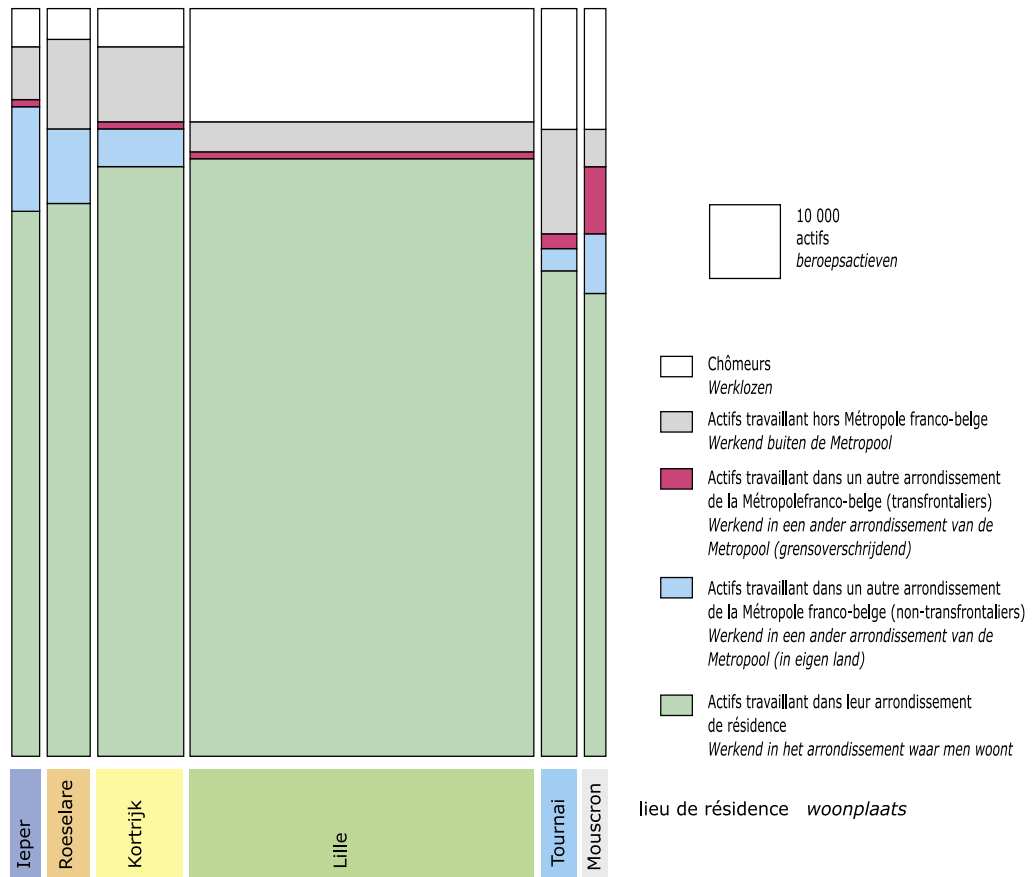 10 000
actifs
beroepsactieven
Chômeurs
Werklozen
Actifs travaillant hors Métropole franco-belge
Werkend buiten de Metropool
Actifs travaillant dans un autre arrondissement
de la Métropolefranco-belge (transfrontaliers)
Werkend in een ander arrondissement van de
Metropool (grensoverschrijdend)
Actifs travaillant dans un autre arrondissement
de la Métropole franco-belge (non-transfrontaliers)
Werkend in een ander arrondissement van de
Metropool (in eigen land)
Actifs travaillant dans leur arrondissement
de résidence
Werkend in het arrondissement waar men woont
Ieper
Roeselare
Kortrijk
Lille
Tournai
Mouscron
lieu de résidence woonplaats